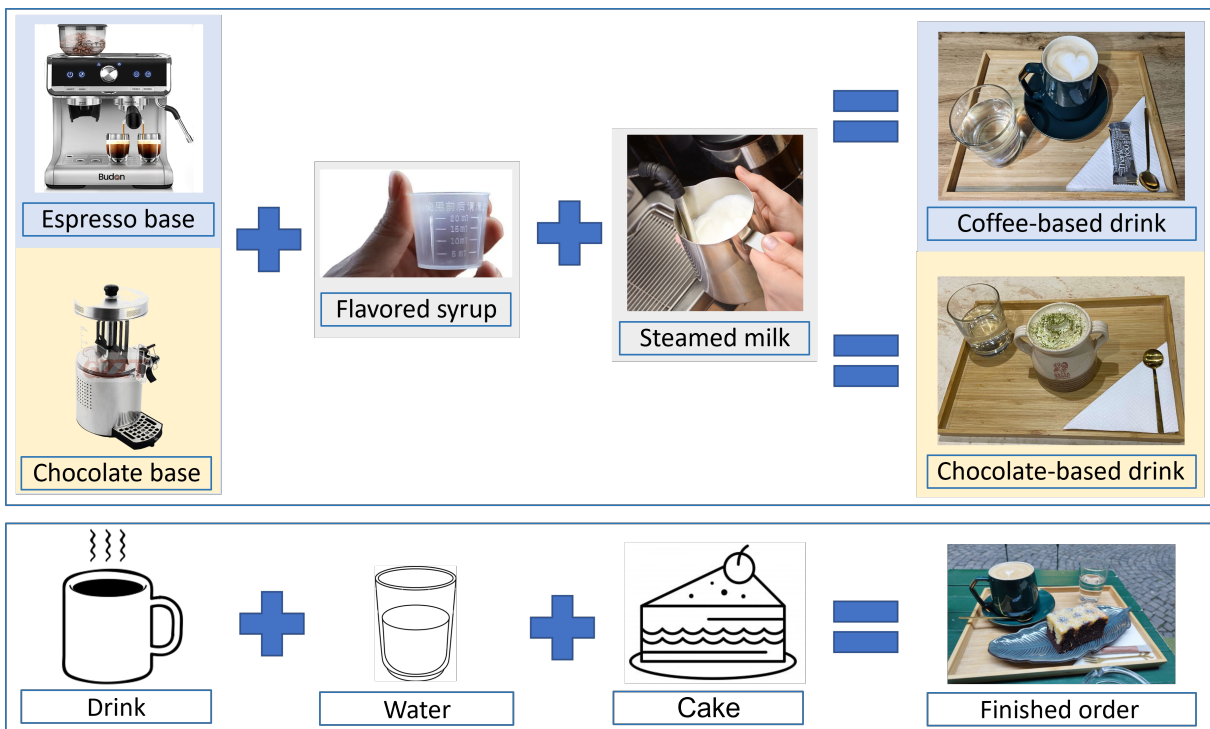 Budan
Espresso base
20 ml
15 ml
10 ml
5 ml
Flavored syrup
Steamed milk
Coffee-based drink
Chocolate base
Chocolate-based drink
Drink
Water
Cake
Finished order